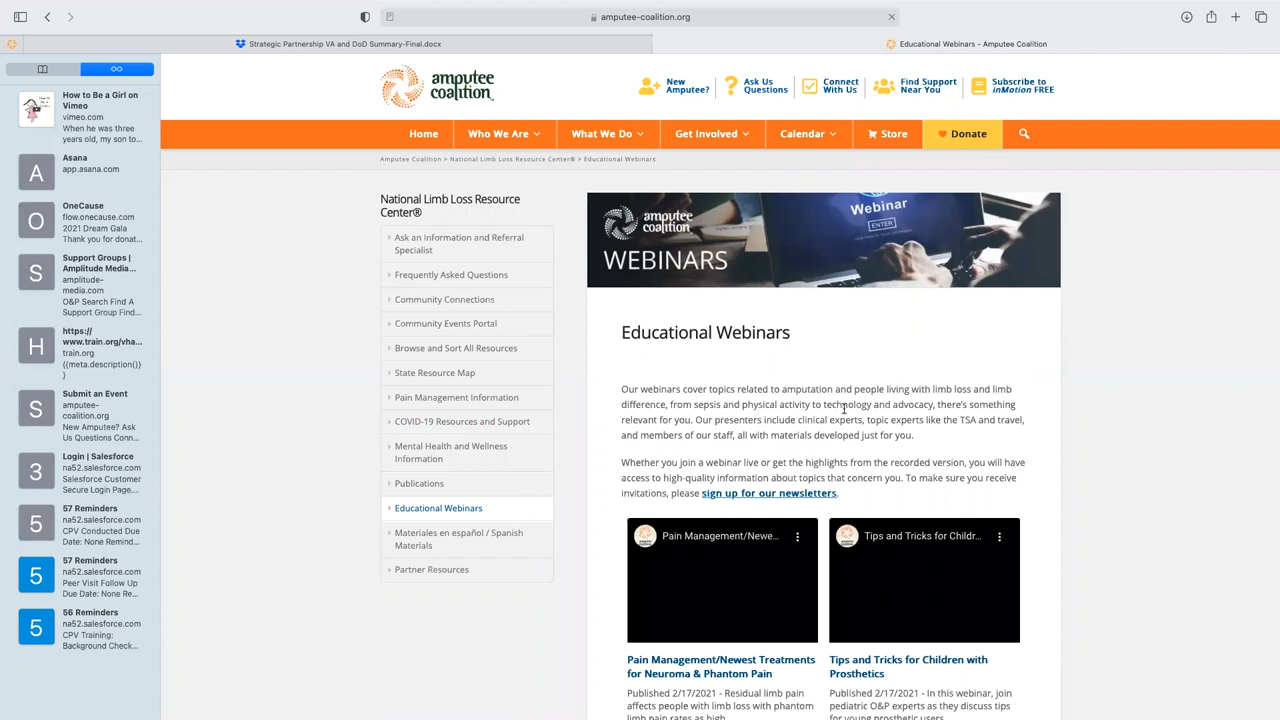 amputee-coalition.org
Strategic Partnership VA and DoD Summary-Final.docx
Educational Webinars - Amputee Coalition
How to Be a Girl on
Vimeo
vimeo.com
When he was three
years old, my son to...
A
Asana
app.asana.com
O
OneCause
flow.onecause.com
2021 Dream Gala
Thank you for donat...
S
Support Groups |
Amplitude Media...
amplitude-
media.com
O&P Search Find A
Support Group Find...
H
https://
www.train.org/vha...
train.org
{{meta.description()}
}
S
Submit an Event
amputee-
coalition.org
New Amputee? Ask
Us Questions Conn...
3
Login | Salesforce
na52.salesforce.com
Salesforce Customer
Secure Login Page....
5
57 Reminders
na52.salesforce.com
CPV Conducted Due
Date: None Remind...
5
57 Reminders
na52.salesforce.com
Peer Visit Follow Up
Due Date: None Re...
5
56 Reminders
na52.salesforce.com
CPV Training:
Background Check...
amputee
coalition®
New
Amputee?
Ask Us
Questions
Connect
With Us
Find Support
Near You
Subscribe to
inMotion FREE
Home
Who We Are
What We Do
Get Involved
Calendar
Store
Donate
Amputee Coalition > National Limb Loss Resource Center® > Educational Webinars
National Limb Loss Resource
Center®
Ask an Information and Referral
Specialist
Frequently Asked Questions
Community Connections
Community Events Portal
Browse and Sort All Resources
State Resource Map
Pain Management Information
COVID-19 Resources and Support
Mental Health and Wellness
Information
Publications
Educational Webinars
Materiales en español / Spanish
Materials
Partner Resources
amputee
coalition
WEBINARS
Webinar
ENTER
Educational Webinars
Our webinars cover topics related to amputation and people living with limb loss and limb
difference, from sepsis and physical activity to technology and advocacy, there's something
relevant for you. Our presenters include clinical experts, topic experts like the TSA and travel,
and members of our staff, all with materials developed just for you.
Whether you join a webinar live or get the highlights from the recorded version, you will have
access to high-quality information about topics that concern you. To make sure you receive
invitations, please sign up for our newsletters.
Pain Management/Newe...
Tips and Tricks for Childr...
Pain Management/Newest Treatments
for Neuroma & Phantom Pain
Published 2/17/2021 - Residual limb pain
affects people with limb loss with phantom
limb pain rates as high
Tips and Tricks for Children with
Prosthetics
Published 2/17/2021 - In this webinar, join
pediatric O&P experts as they discuss tips
for young prosthetic users